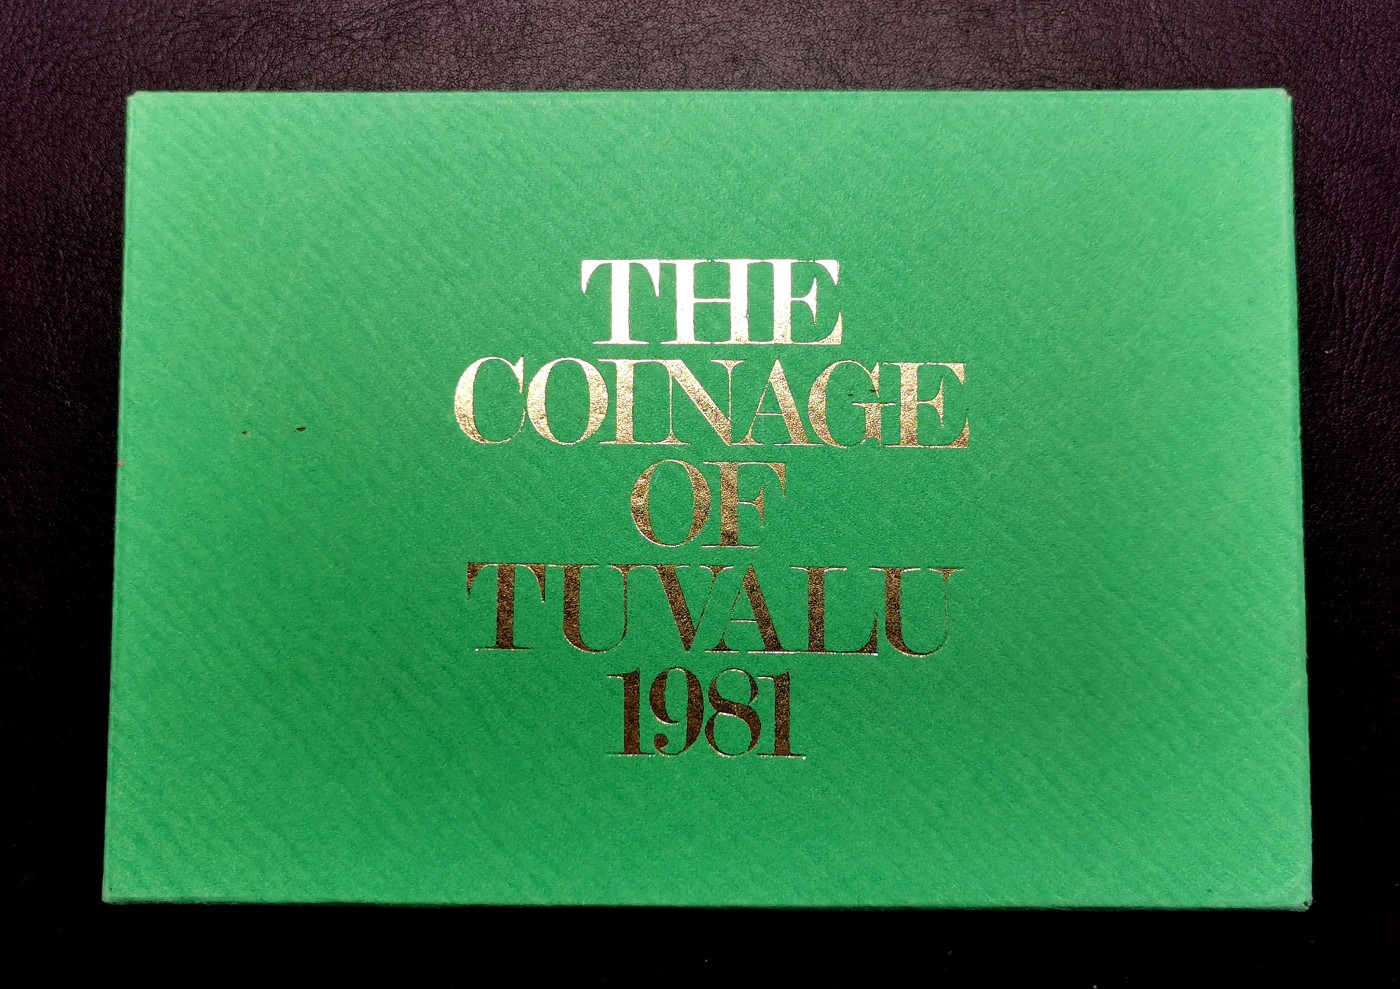 THE
COINAGE
OF
TUVALU
1981